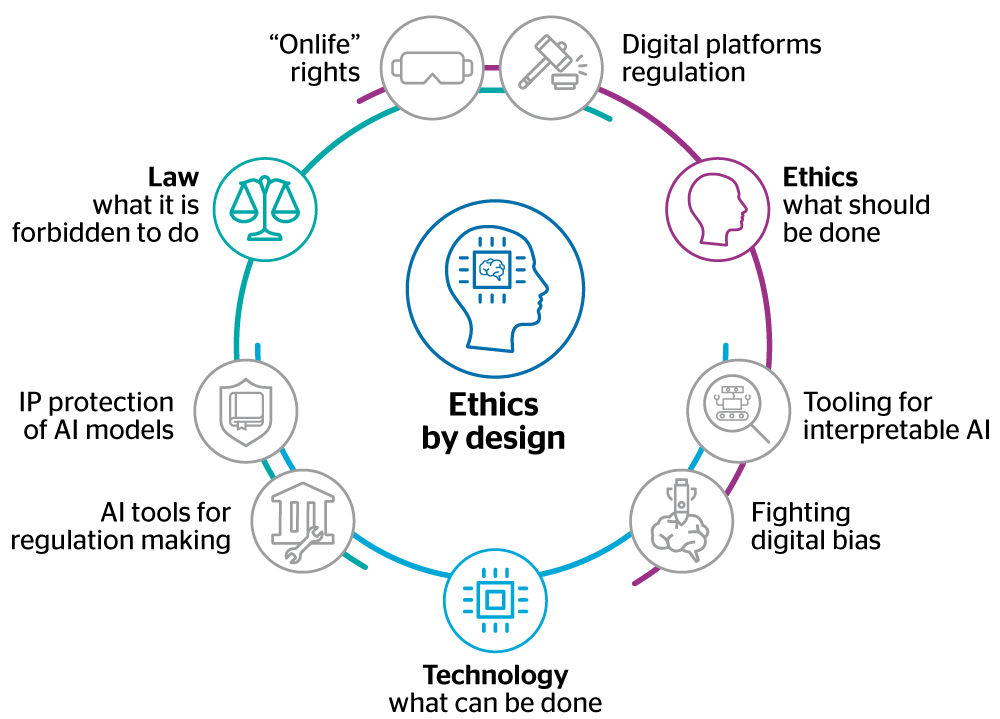 “Onlife”
rights
Digital platforms
regulation
Law
what it is
forbidden to do
Ethics
what should
be done
Ethics
by design
IP protection
of AI models
Tooling for
interpretable AI
AI tools for
regulation making
Fighting
digital bias
Technology
what can be done